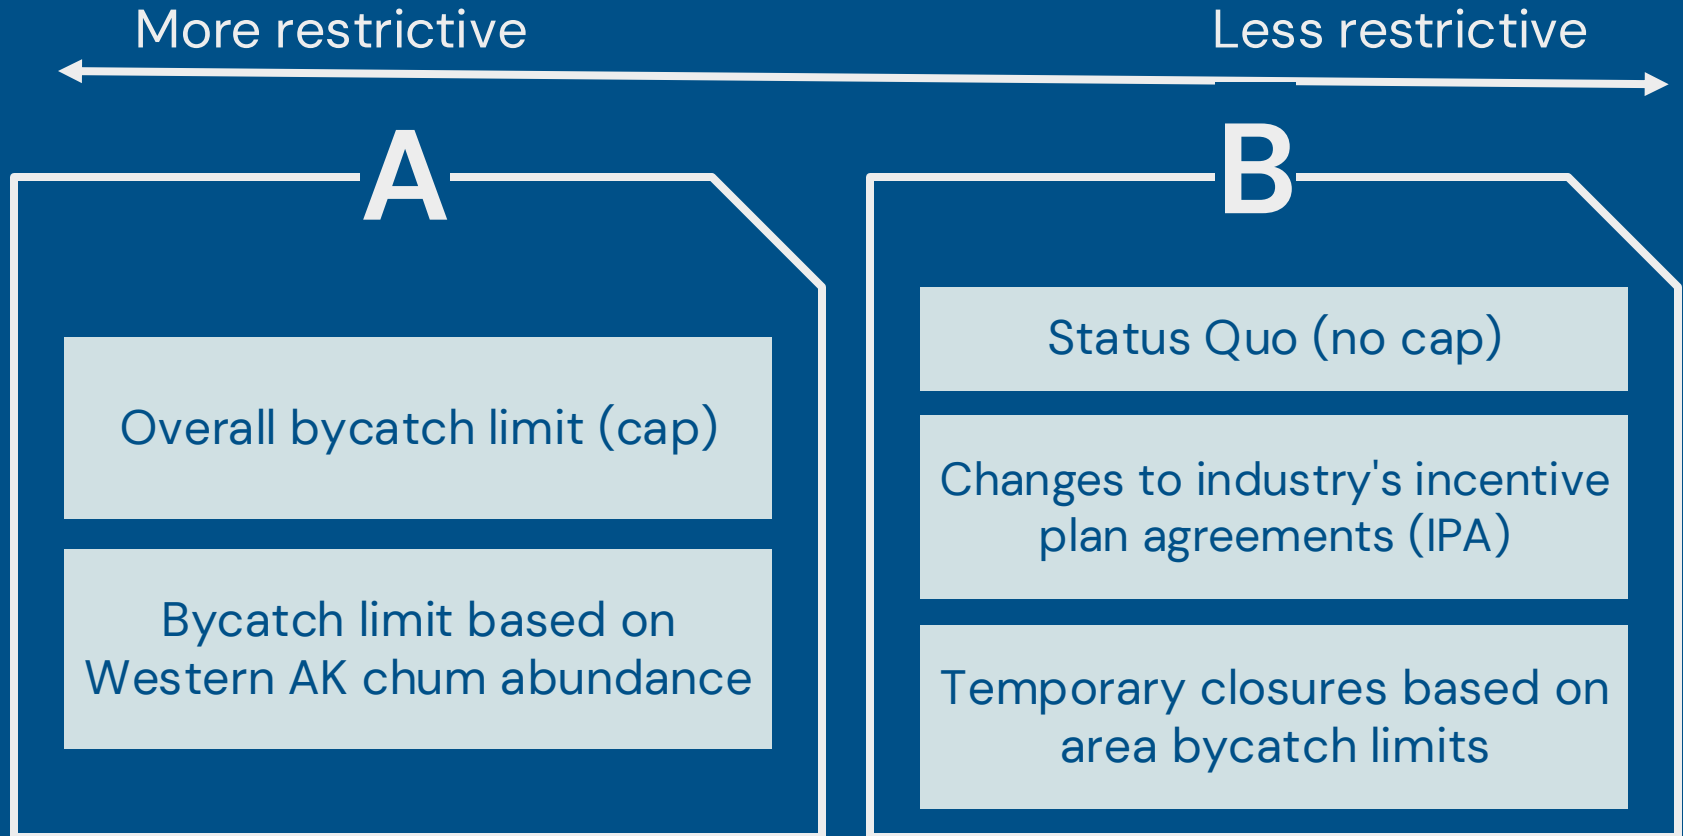 More restrictive
Less restrictive
A
Overall bycatch limit (cap)
Bycatch limit based on
Western AK chum abundance
B
Status Quo (no cap)
Changes to industry's incentive
plan agreements (IPA)
Temporary closures based on
area bycatch limits